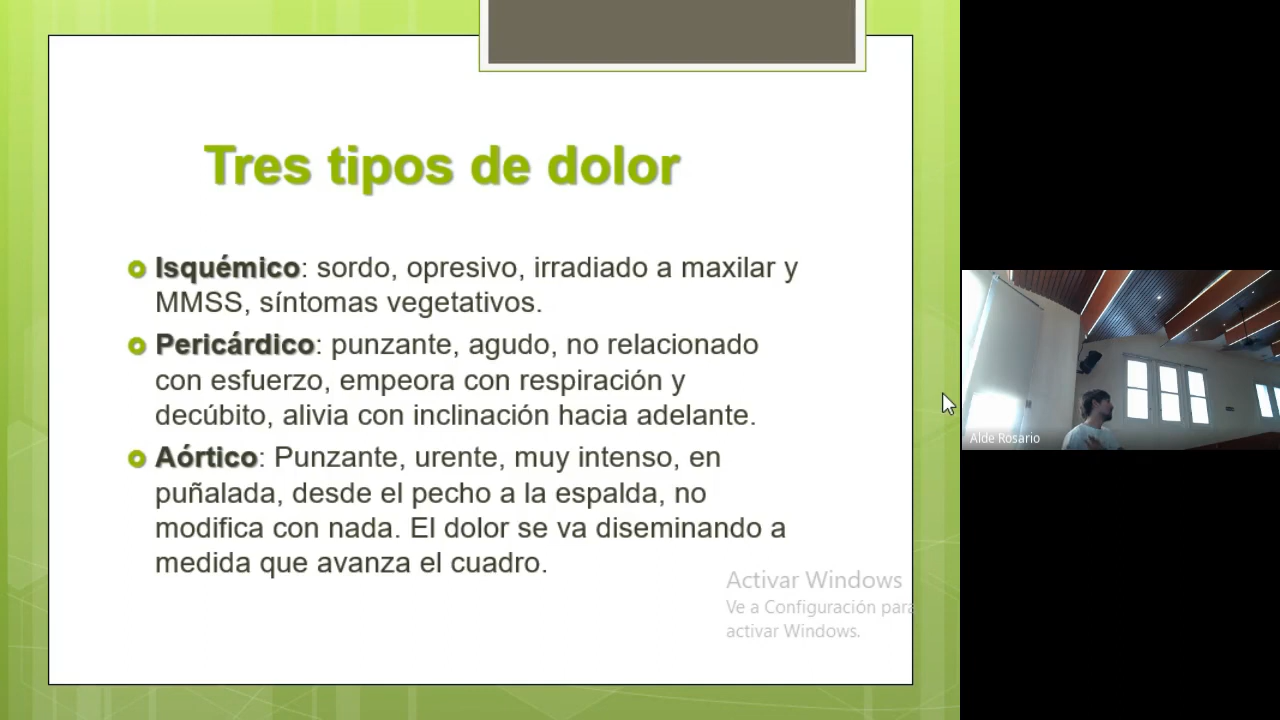 Tres tipos de dolor
Isquémico: sordo, opresivo, irradiado a maxilar y
MMSS, síntomas vegetativos.
Pericárdico: punzante, agudo, no relacionado
con esfuerzo, empeora con respiración y
decúbito, alivia con inclinación hacia adelante.
Aórtico: Punzante, urente, muy intenso, en
puñalada, desde el pecho a la espalda, no
modifica con nada. El dolor se va diseminando a
medida que avanza el cuadro.
Activar Windows
Ve a Configuración para
activar Windows.
Alde Rosario